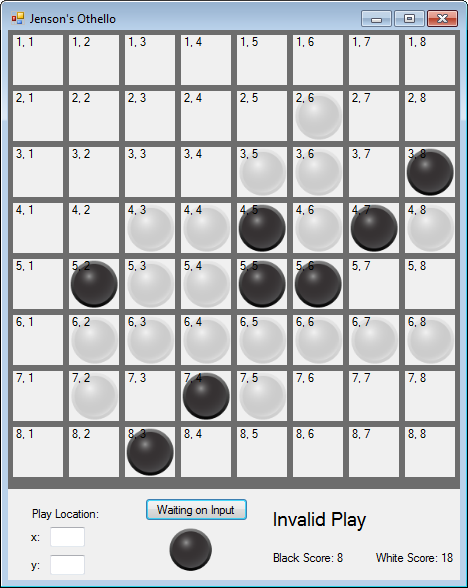 Jenson's Othello
1, 1 1, 2 1, 3 1, 4 1, 5 1, 6 1, 7 1, 8
2, 1 2, 2 2, 3 2, 4 2, 5 2, 6 2, 7 2, 8
3, 1 3, 2 3, 3 3, 4 3, 5 3, 6 3, 7 3, 8
4, 1 4, 2 4, 3 4, 4 4, 5 4, 6 4, 7 4, 8
5, 1 5, 2 5, 3 5, 4 5, 5 5, 6 5, 7 5, 8
6, 1 6, 2 6, 3 6, 4 6, 5 6, 6 6, 7 6, 8
7, 1 7, 2 7, 3 7, 4 7, 5 7, 6 7, 7 7, 8
8, 1 8, 2 8, 3 8, 4 8, 5 8, 6 8, 7 8, 8
Play Location:
Waiting on Input
Invalid Play
x:
y:
Black Score: 8
White Score: 18